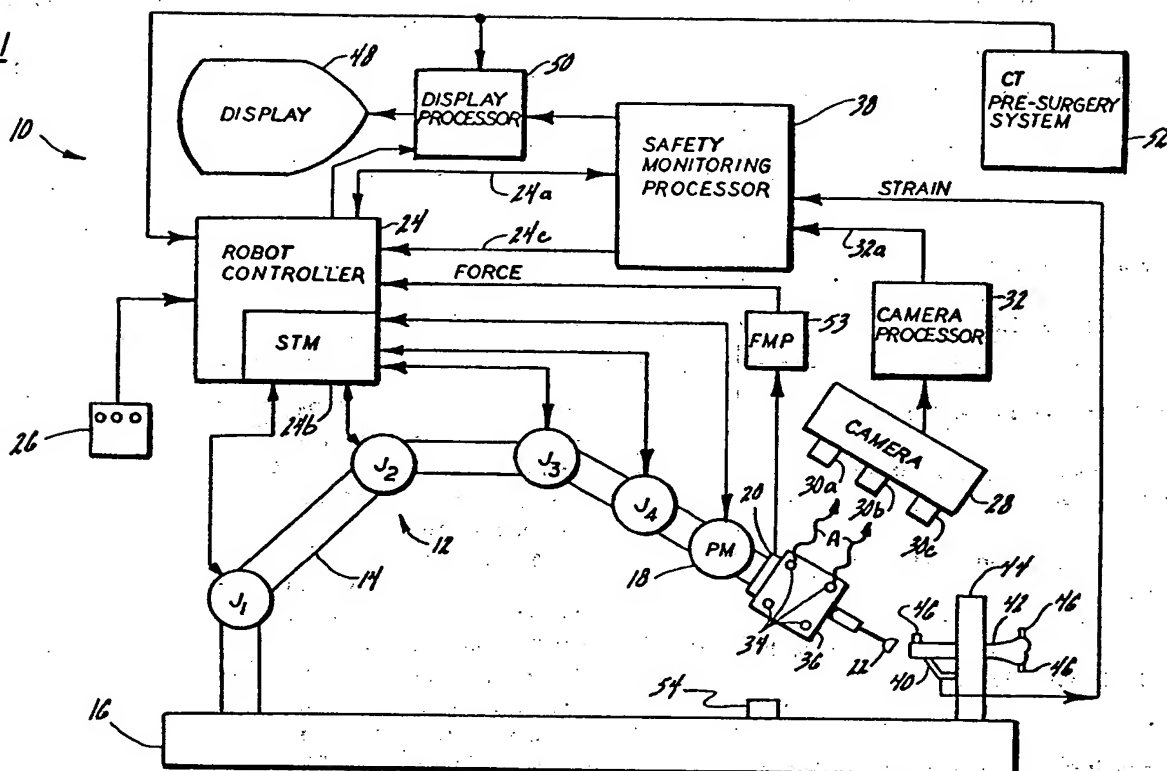 1
48
50
10
DISPLAY
DISPLAY
PROCESSOR
38
CT
PRE-SURGERY
SYSTEM
52
SAFETY
MONITORING
PROCESSOR
STRAIN
24a
24
24c
32a
ROBOT
CONTROLLER
FORCE
32
53
STM
FMP
CAMERA
PROCESSOR
26
24b
CAMERA
J2
J3
30a
30b
28
20
30c
J4
A
12
PM
44
18
14
46
42
46
J1
34
36
22
40
46
54
16